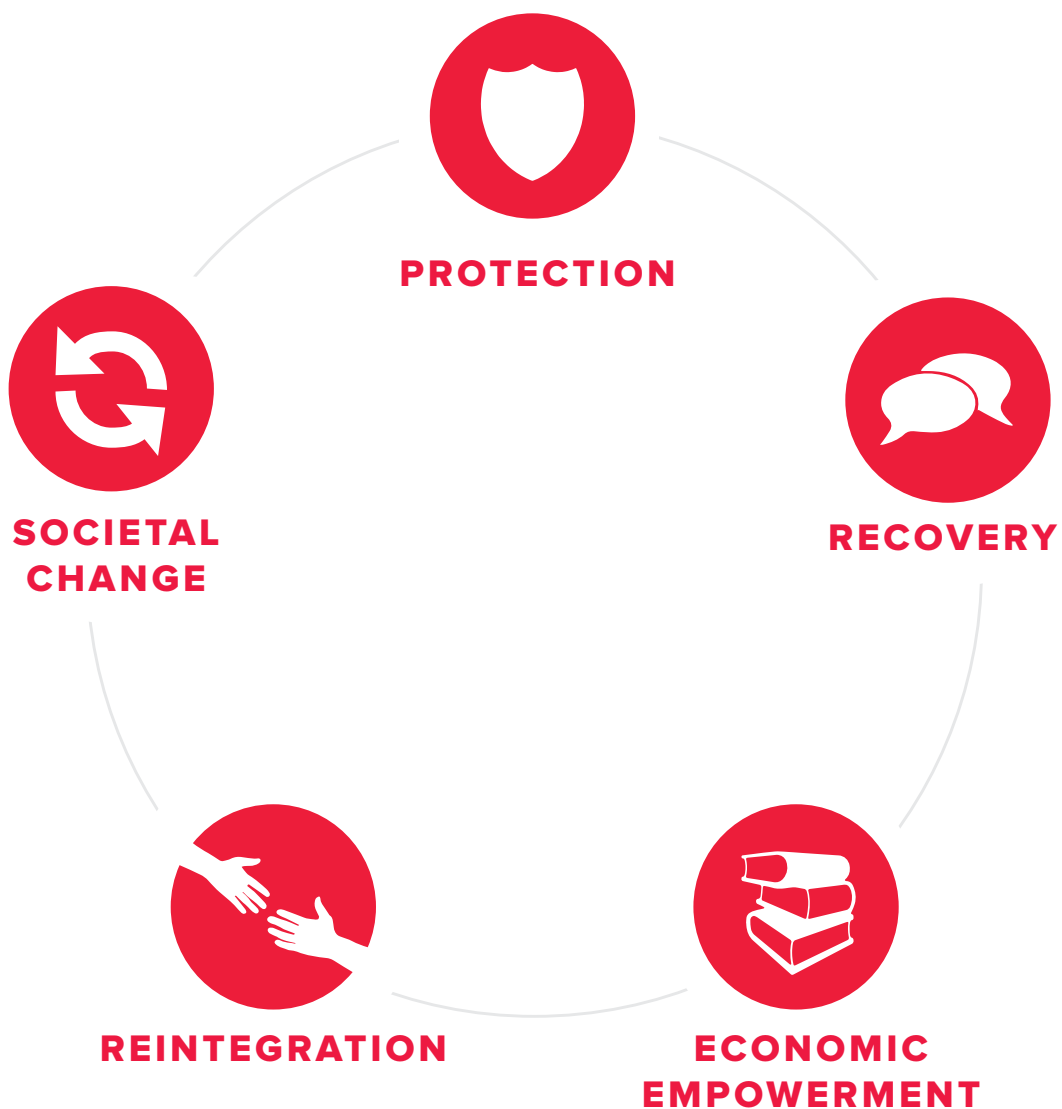 PROTECTION
RECOVERY
ECONOMIC
EMPOWERMENT
REINTEGRATION
SOCIETAL
CHANGE